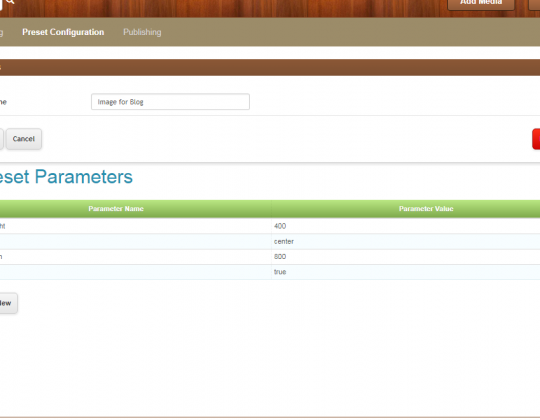 Add Media
g Preset Configuration Publishing
s
me
Image for Blog
Cancel
eset Parameters
Parameter Name Parameter Value
ht 400
center
h 800
true
New